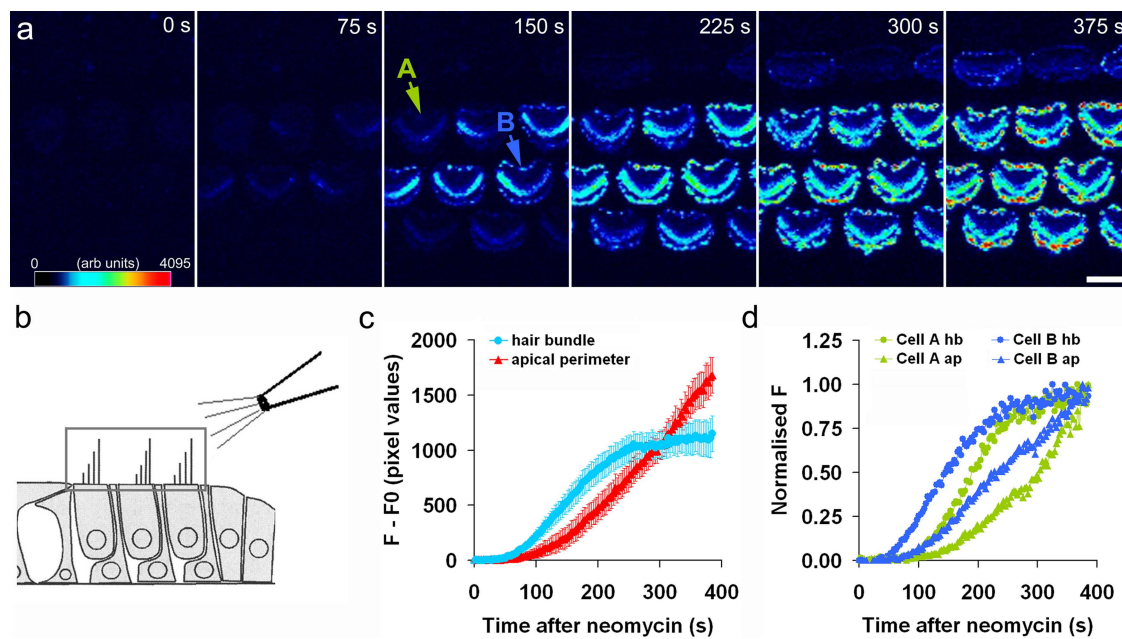 a
0 s
75 s
150 s
225 s
300 s
375 s
A
B
0 (arb units) 4095
b
c
2000
1500
1000
500
0
F - F0 (pixel values)
hair bundle
apical perimeter
0 100 200 300 400
Time after neomycin (s)
d
1.25
1.00
0.75
0.50
0.25
0.00
Normalised F
Cell A hb
Cell B hb
Cell A ap
Cell B ap
0 100 200 300 400
Time after neomycin (s)